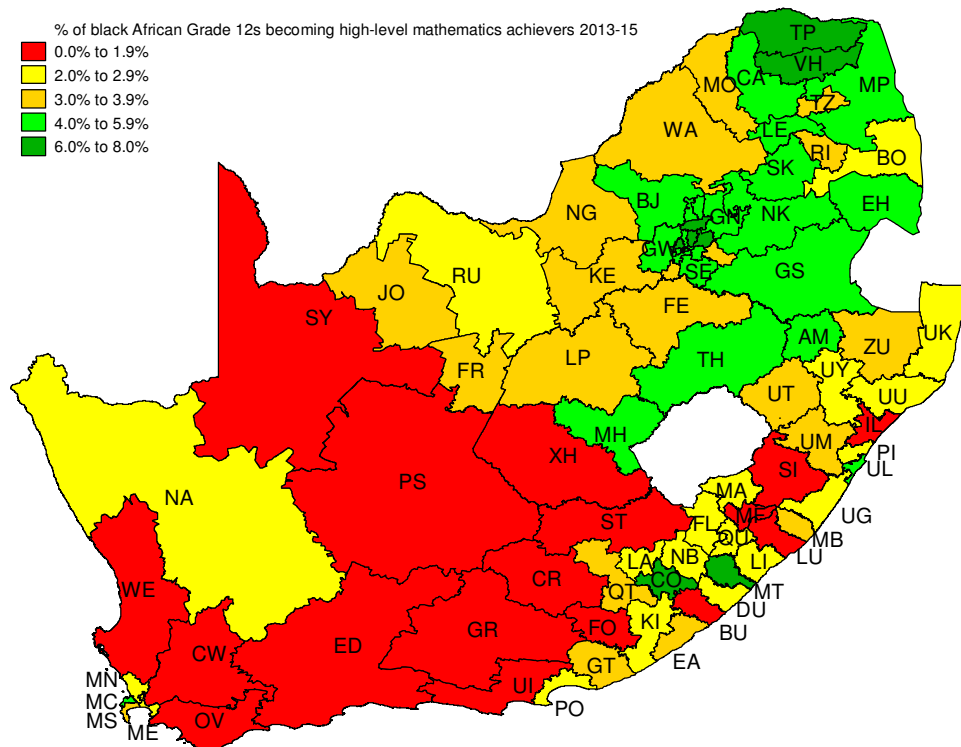 % of black African Grade 12s becoming high-level mathematics achievers 2013-15
0.0% to 1.9%
2.0% to 2.9%
3.0% to 3.9%
4.0% to 5.9%
6.0% to 8.0%
TP
VH
CA
MO
MP
TZ
WA
LE
RI
BO
SK
BJ
EH
NG
GN
NK
GW
SE
GS
RU
KE
JO
SY
FE
UK
AM
ZU
LP
TH
FR
UY
UT
UU
IL
MH
UM
PI
XH
SI
UL
PS
MA
NA
UG
ST
MF
FL
QU
MB
LU
NB
LI
LA
CR
CO
MT
WE
QT
DU
KI
FO
GR
BU
ED
CW
EA
GT
MN
UI
MC
PO
MS
OV
ME